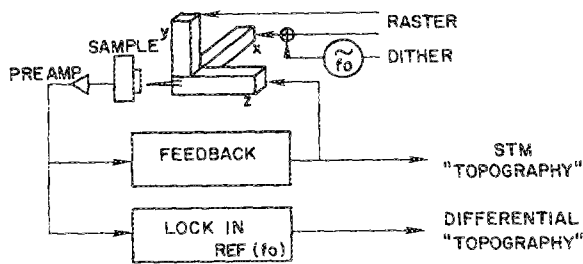 RASTER
SAMPLE
y
x
DITHER
~
fo
PREAMP
z
FEEDBACK
STM
"TOPOGRAPHY"
LOCK IN
REF (fo)
DIFFERENTIAL
"TOPOGRAPHY"